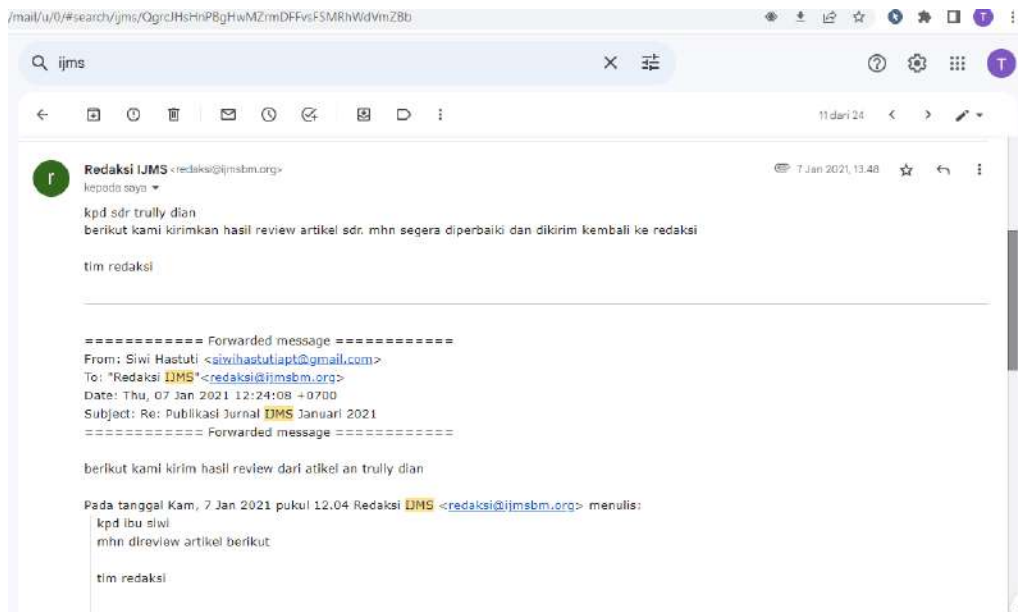 /mail/u/0/#search/ijms/QgrcJHsHnPBgHwMZrmDFFvsFSMRhWdVmZBb
ijms
T
11 dari 24
r
Redaksi IJMS <redaksi@ijmsbm.org>
7 Jan 2021, 13.48
kepada saya
kpd sdr trully dian
berikut kami kirimkan hasil review artikel sdr. mhn segera diperbaiki dan dikirim kembali ke redaksi
tim redaksi
============ Forwarded message ============
From: Siwi Hastuti <siwihastutiapt@gmail.com>
To: "Redaksi IJMS"<redaksi@ijmsbm.org>
Date: Thu, 07 Jan 2021 12:24:08 +0700
Subject: Re: Publikasi Jurnal IJMS Januari 2021
============ Forwarded message ============
berikut kami kirim hasil review dari atikel an trully dian
Pada tanggal Kam, 7 Jan 2021 pukul 12.04 Redaksi IJMS <redaksi@ijmsbm.org> menulis:
kpd ibu siwi
mhn direview artikel berikut
tim redaksi